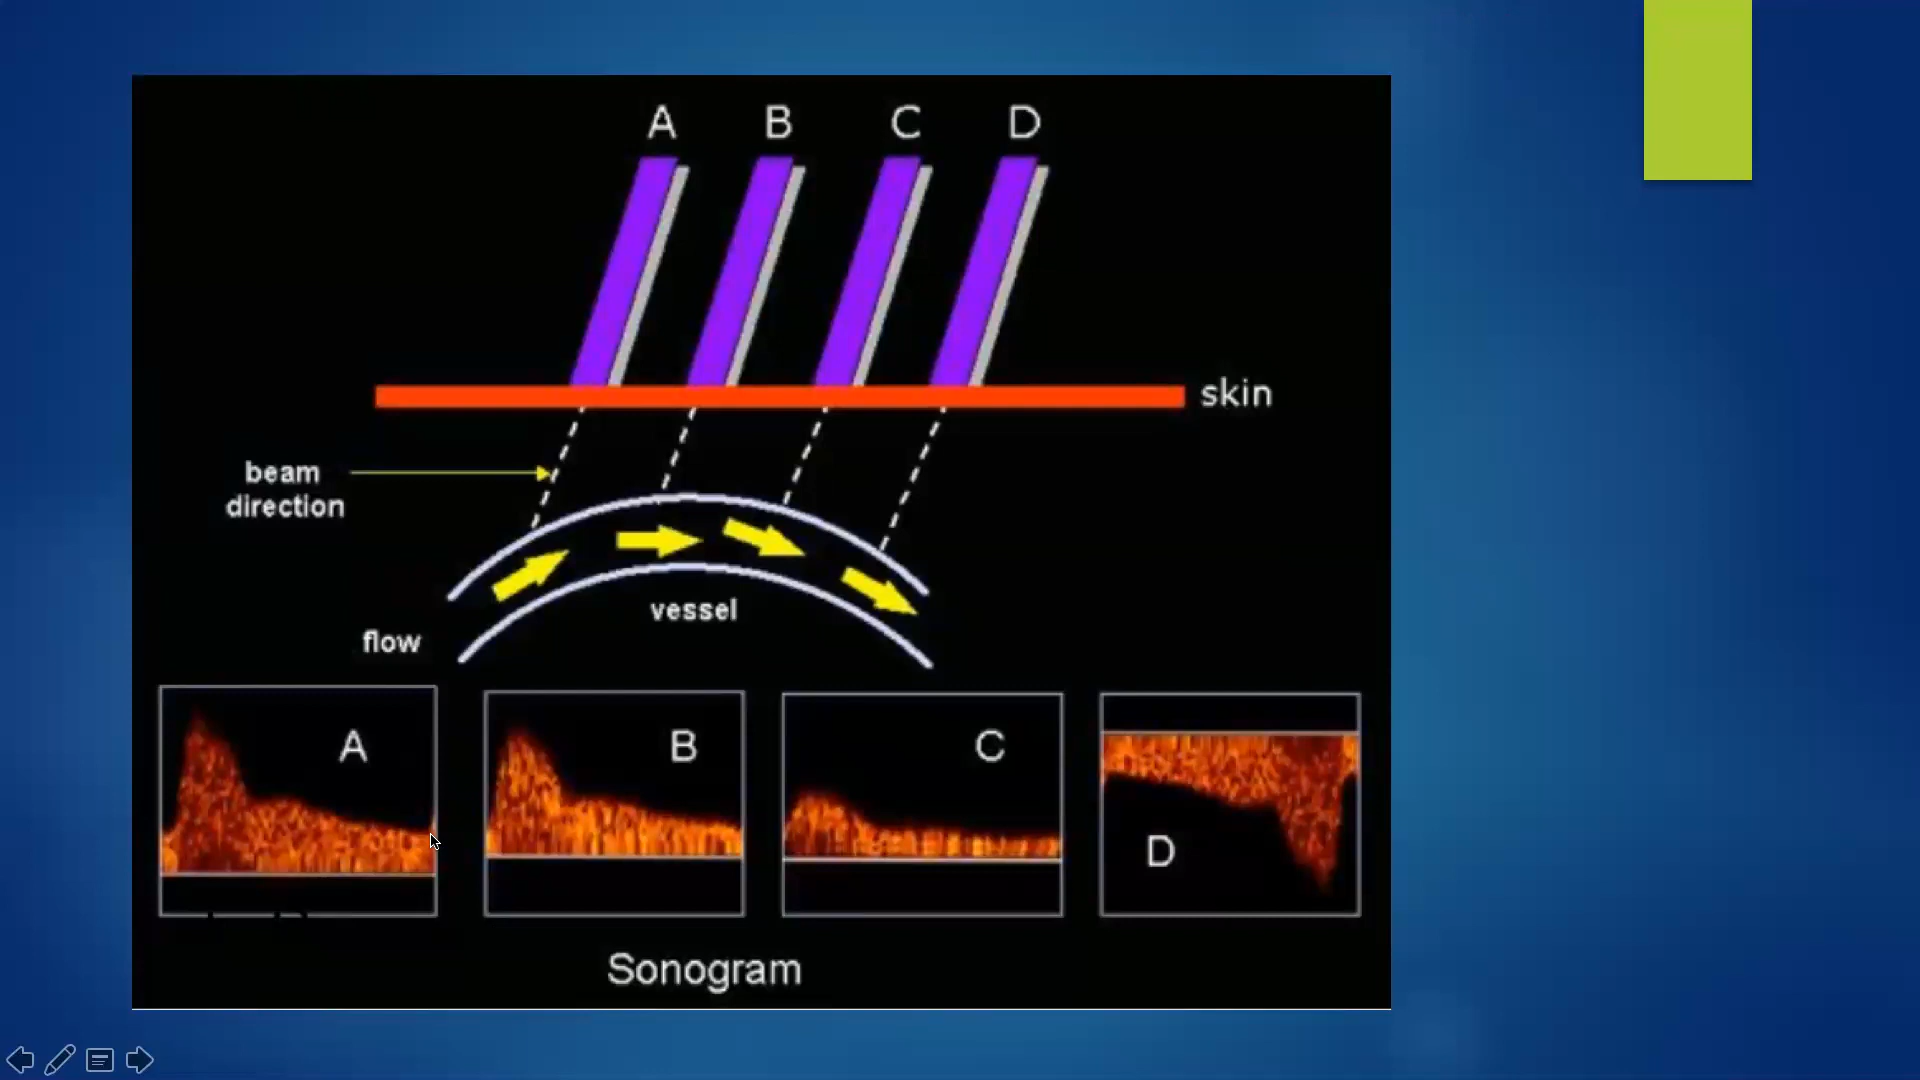 A B C D
skin
beam
direction
vessel
flow
A
B
C
D
Sonogram